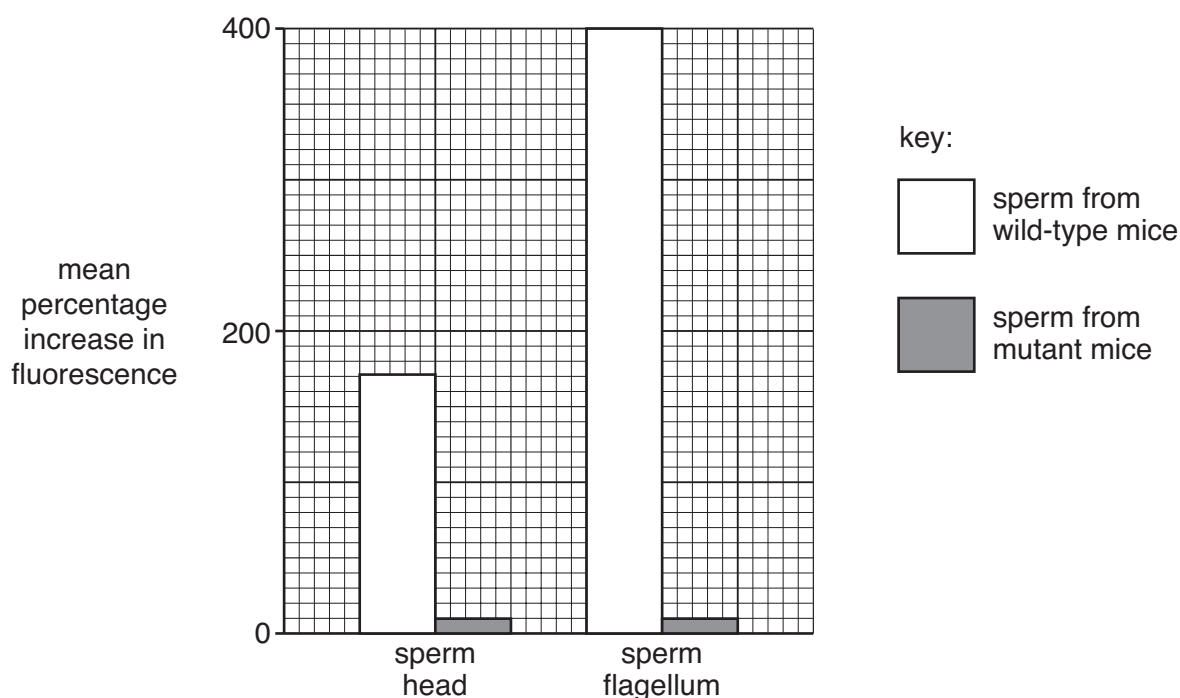 400
200
0
mean
percentage
increase in
fluorescence
sperm
head
sperm
flagellum
key:
sperm from
wild-type mice
sperm from
mutant mice